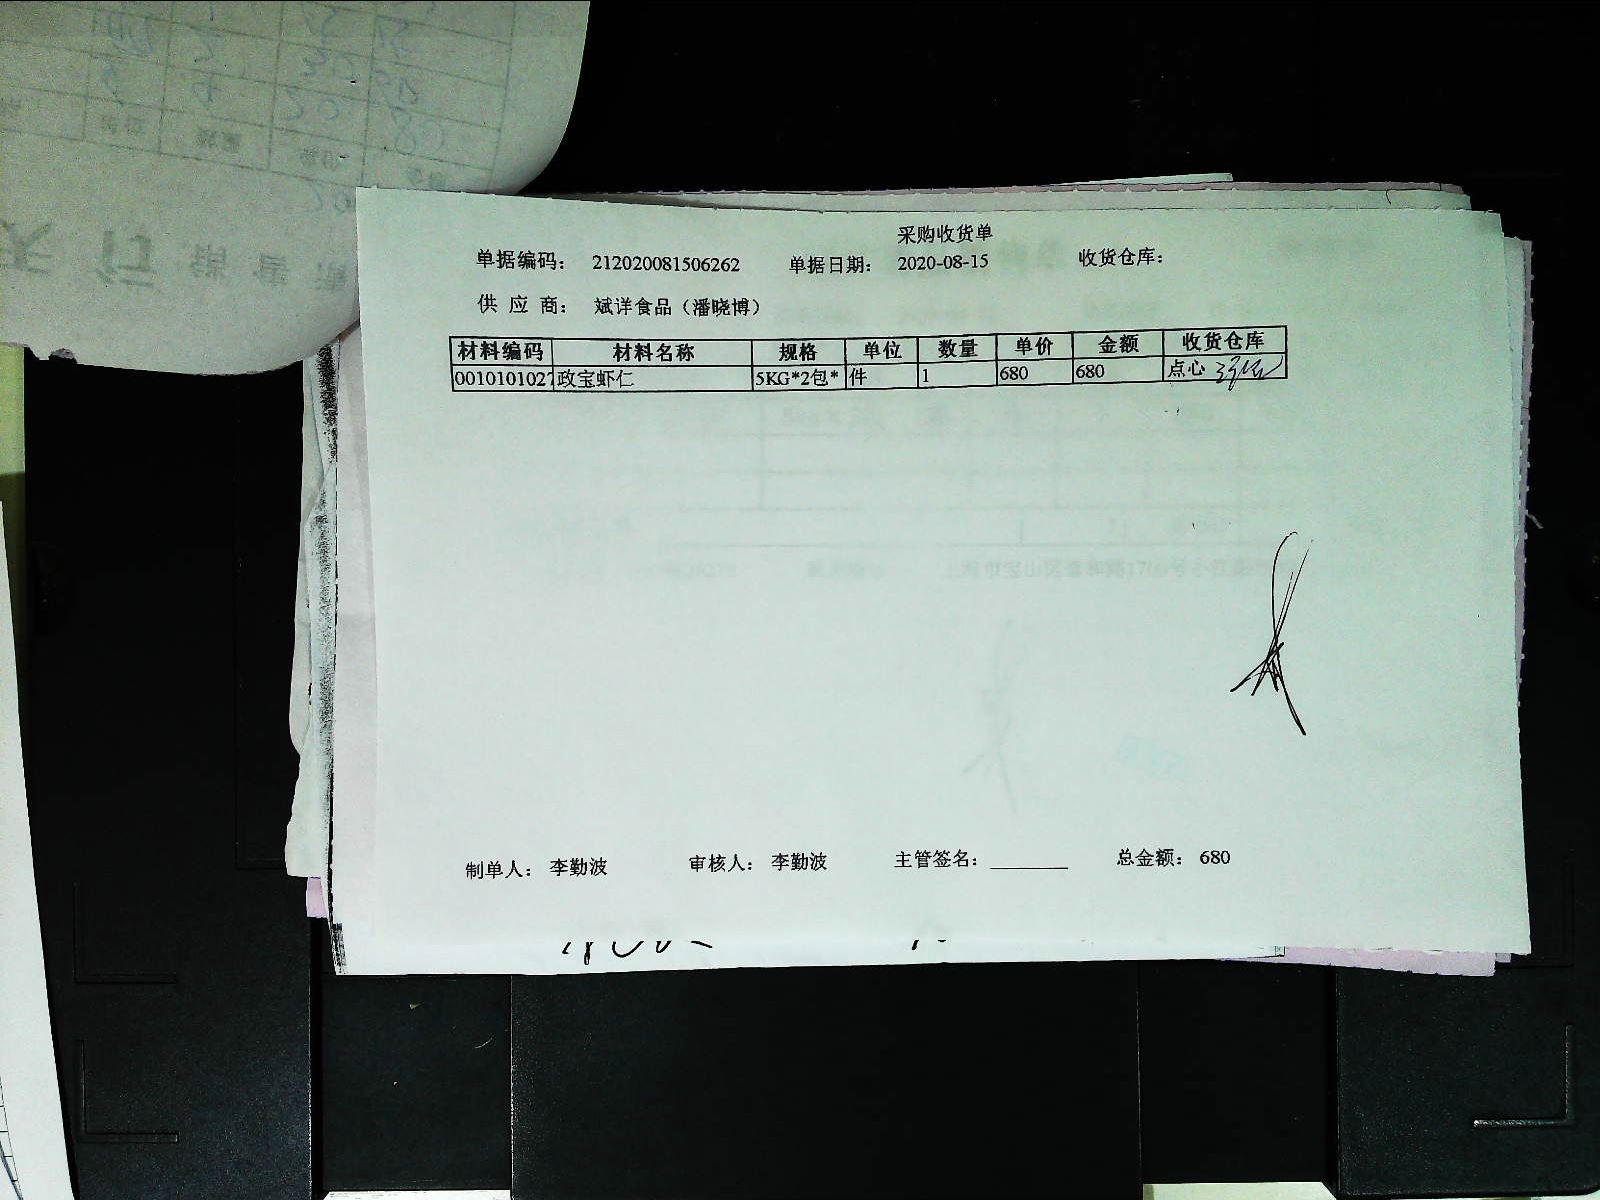 采购收货单
单据编码： 212020081506262 单据日期： 2020-08-15 收货仓库：
供 应 商： 斌洋食品（潘晓博）
材料编码 材料名称 规格 单位 数量 单价 金额 收货仓库
0010101027 政宝虾仁 5KG*2包* 件 1 680 680 点心
制单人： 李勤波 审核人： 李勤波 主管签名：________ 总金额： 680